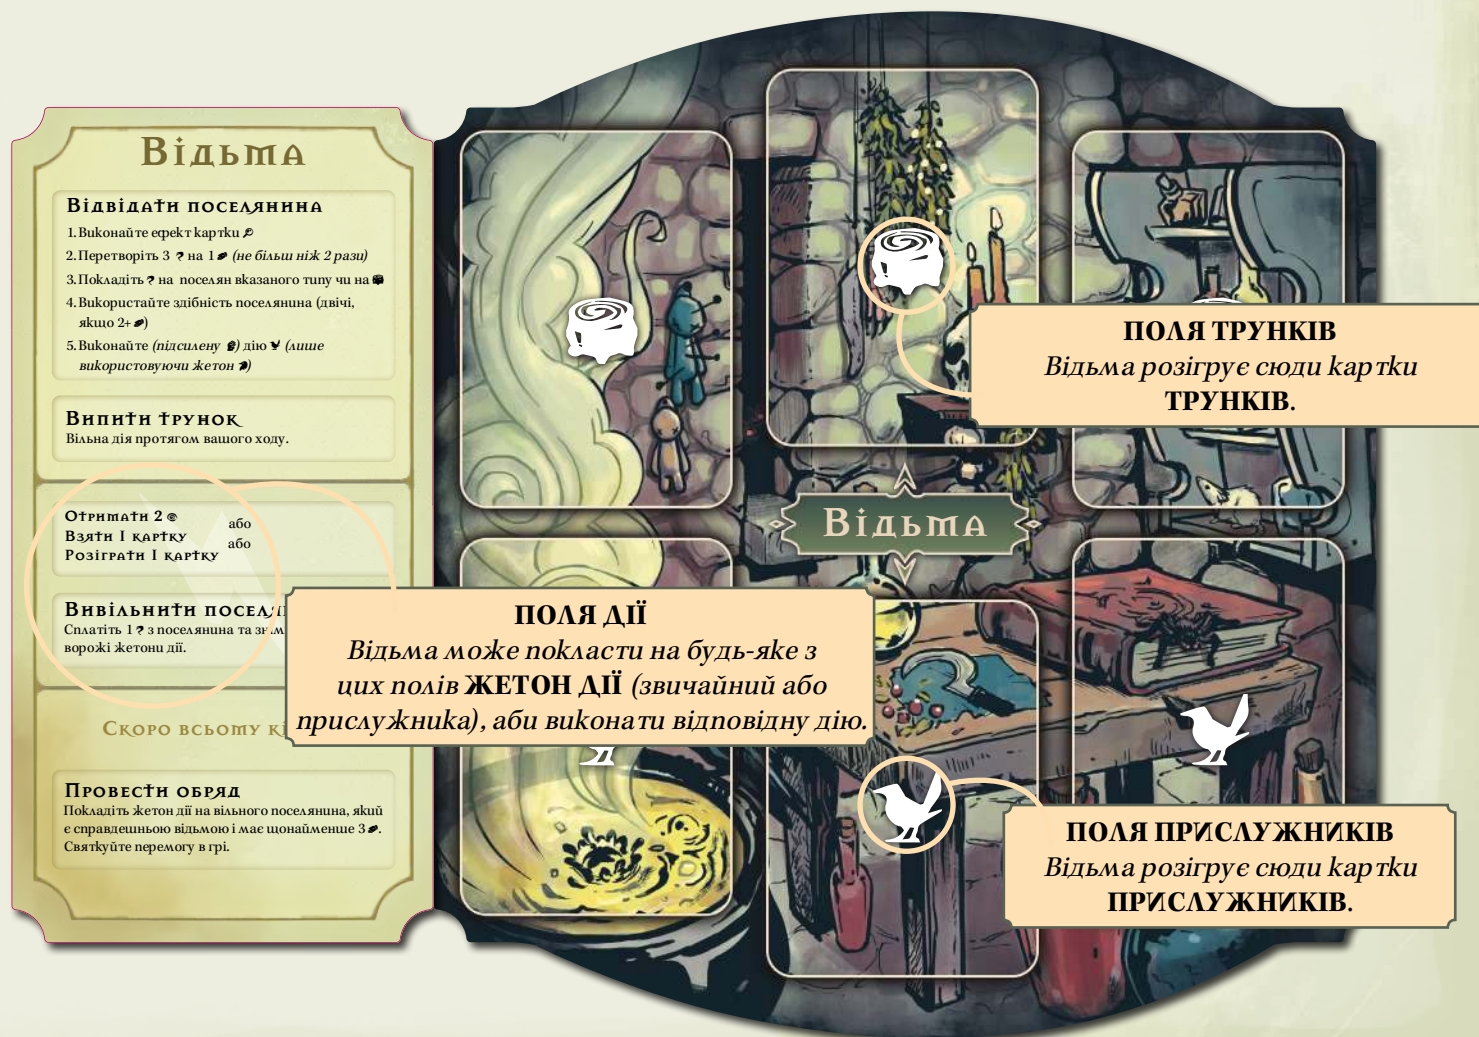 Відьма
Відвідати поселянина
1. Виконайте ефект картки
2. Перетворіть 3 ? на 1 (не більш ніж 2 рази)
3. Покладіть ? на поселян вказаного типу чи на
4. Використайте здібність поселянина (двічі,
якщо 2+ )
5. Виконайте (підсилену ) дію (лише
використовуючи жетон )
Випити трунок
Вільна дія протягом вашого ходу.
Отримати 2 або
Взяти 1 картку або
Розіграти 1 картку
Вивільнити
Сплатіть 1 ? з поселянина та
ворожі жетони дії.
Скоро всьому
Провести обряд
Покладіть жетон дії на вільного поселянина, який
є справдешньою відьмою і має щонайменше 3 .
Святкуйте перемогу в грі.
Відьма
ПОЛЯ ТРУНКІВ
Відьма розігрує сюди картки
ТРУНКІВ.
ПОЛЯ ДІЇ
Відьма може покласти на будь-яке з
цих полів ЖЕТОН ДІЇ (звичайний або
прислужника), аби виконати відповідну дію.
ПОЛЯ ПРИСЛУЖНИКІВ
Відьма розігрує сюди картки
ПРИСЛУЖНИКІВ.